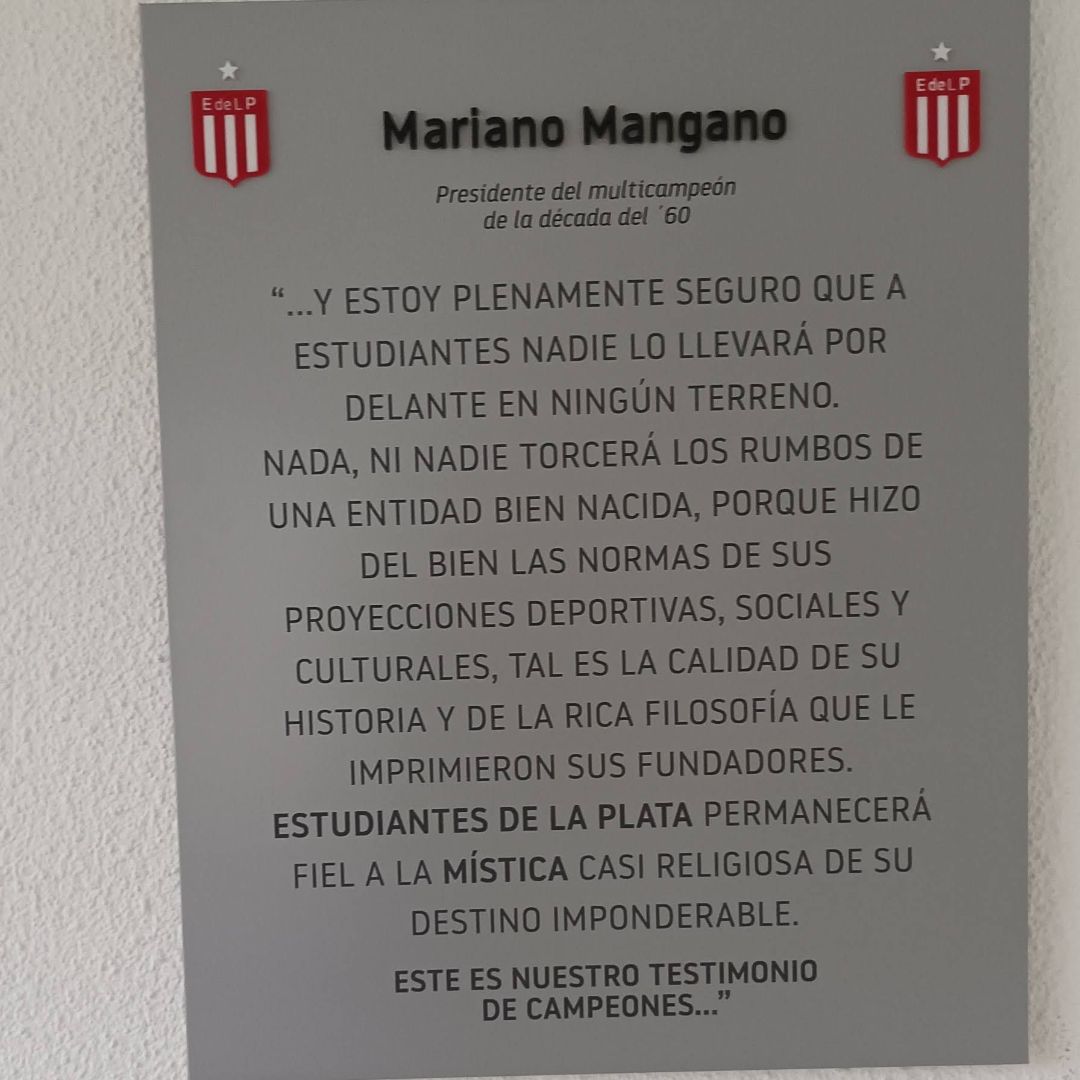 E de L P
E de L P
Mariano Mangano
Presidente del multicampeón
de la década del ´60
“...Y ESTOY PLENAMENTE SEGURO QUE A
ESTUDIANTES NADIE LO LLEVARÁ POR
DELANTE EN NINGÚN TERRENO.
NADA, NI NADIE TORCERÁ LOS RUMBOS DE
UNA ENTIDAD BIEN NACIDA, PORQUE HIZO
DEL BIEN LAS NORMAS DE SUS
PROYECCIONES DEPORTIVAS, SOCIALES Y
CULTURALES, TAL ES LA CALIDAD DE SU
HISTORIA Y DE LA RICA FILOSOFÍA QUE LE
IMPRIMIERON SUS FUNDADORES.
ESTUDIANTES DE LA PLATA PERMANECERÁ
FIEL A LA MÍSTICA CASI RELIGIOSA DE SU
DESTINO IMPONDERABLE.
ESTE ES NUESTRO TESTIMONIO
DE CAMPEONES...”